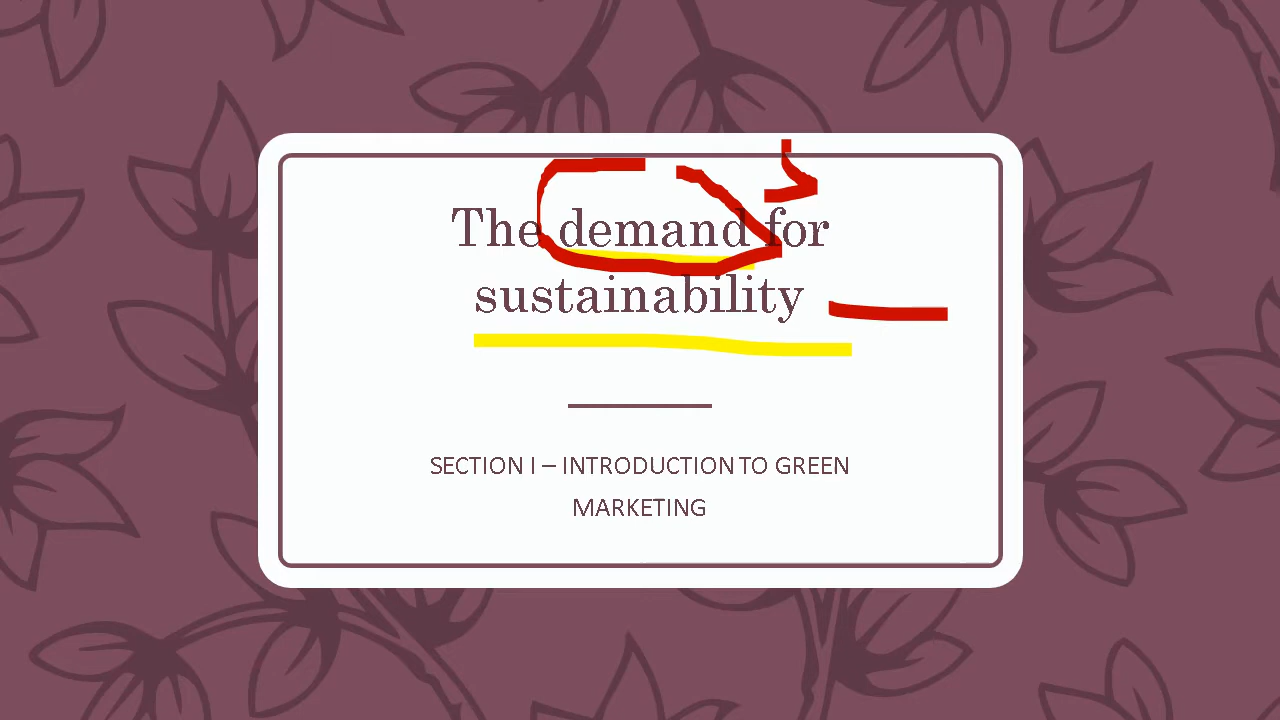 The demand for
sustainability
SECTION I – INTRODUCTION TO GREEN
MARKETING